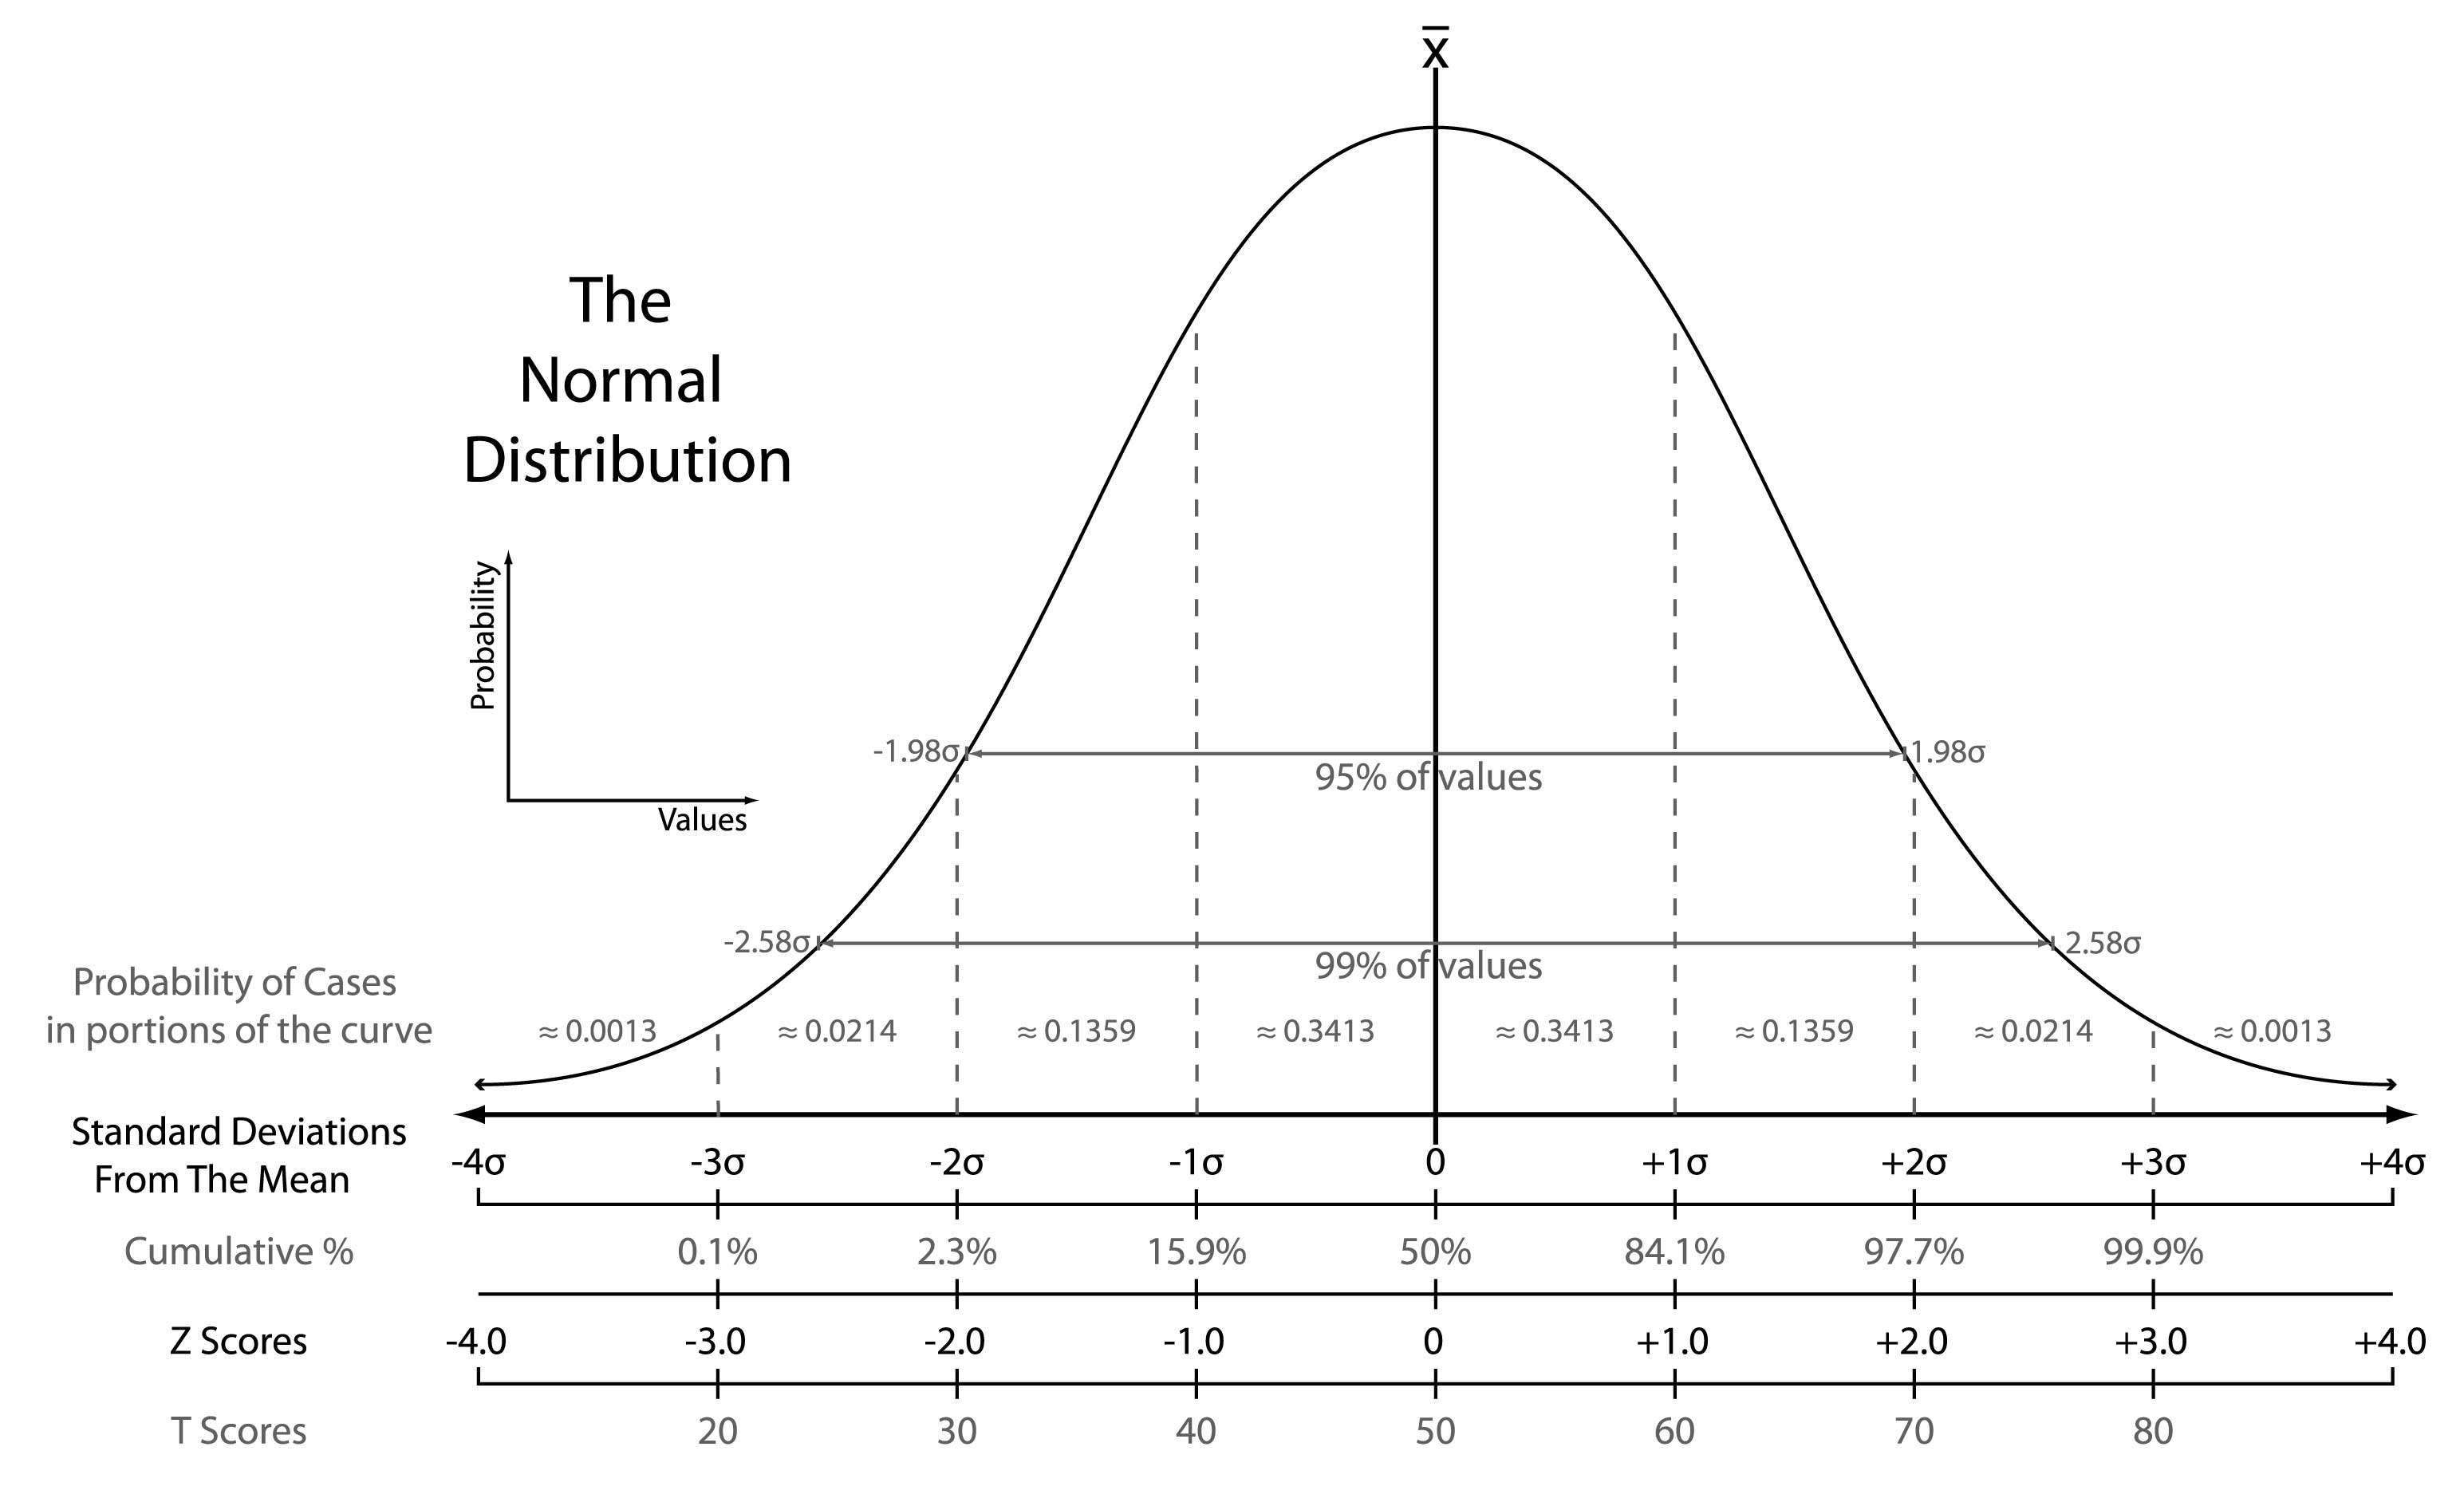 x̅
The
Normal
Distribution
Probability
Values
-1.98σ 1.98σ
95% of values
-2.58σ 2.58σ
99% of values
Probability of Cases
in portions of the curve
≈ 0.0013 ≈ 0.0214 ≈ 0.1359 ≈ 0.3413 ≈ 0.3413 ≈ 0.1359 ≈ 0.0214 ≈ 0.0013
Standard Deviations
From The Mean
-4σ -3σ -2σ -1σ 0 +1σ +2σ +3σ +4σ
Cumulative % 0.1% 2.3% 15.9% 50% 84.1% 97.7% 99.9%
Z Scores -4.0 -3.0 -2.0 -1.0 0 +1.0 +2.0 +3.0 +4.0
T Scores 20 30 40 50 60 70 80